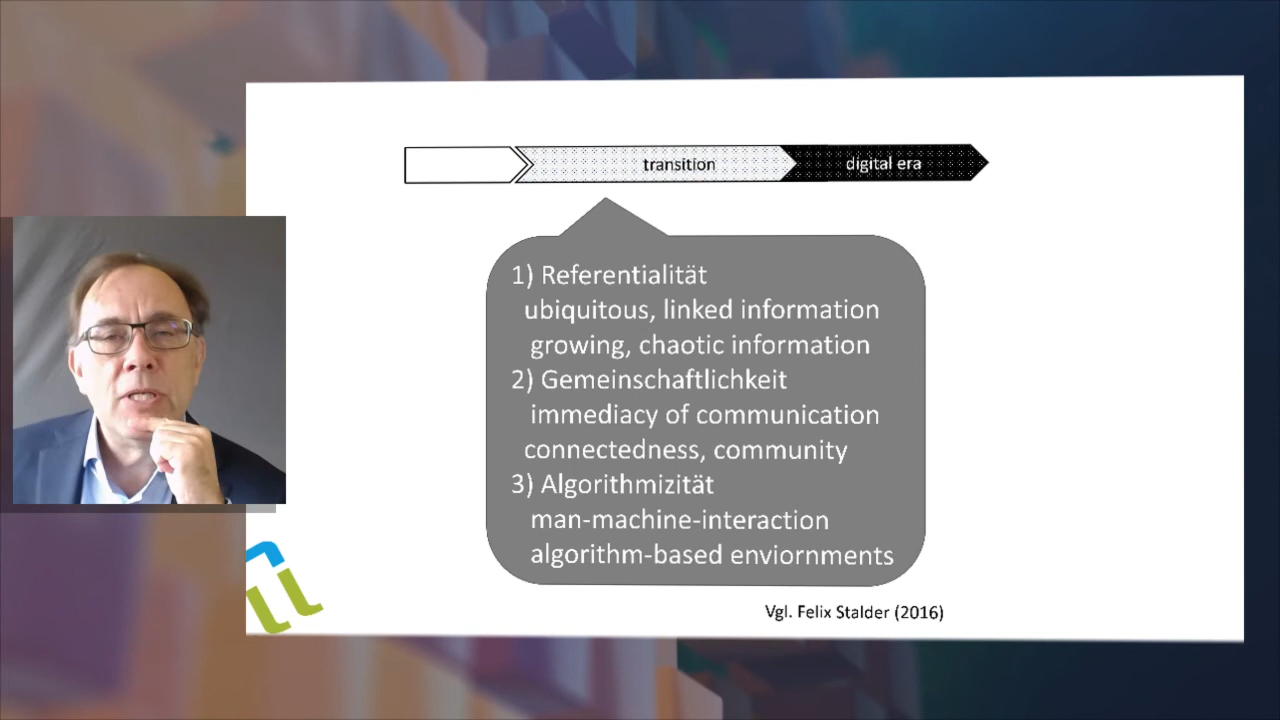 transition
digital era
1) Referentialität
ubiquitous, linked information
growing, chaotic information
2) Gemeinschaftlichkeit
immediacy of communication
connectedness, community
3) Algorithmizität
man-machine-interaction
algorithm-based enviornments
Vgl. Felix Stalder (2016)